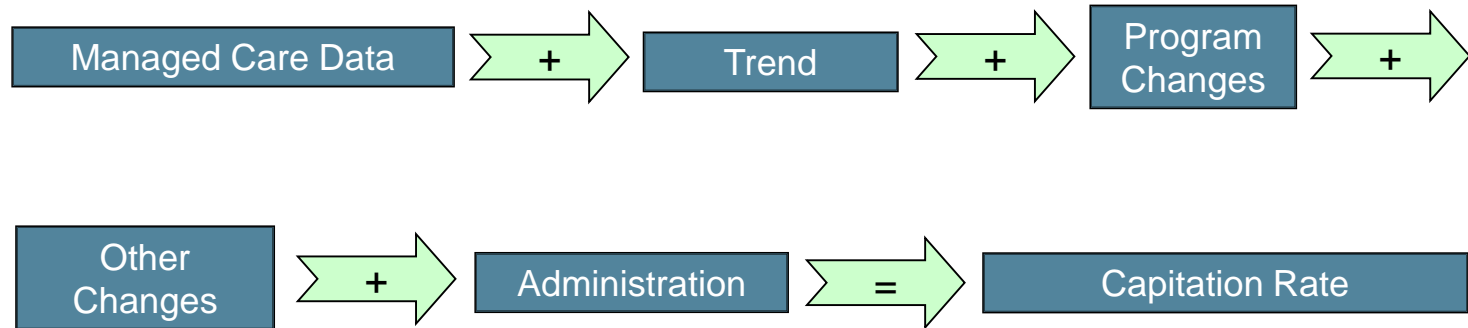 Managed Care Data + Trend + Program
Changes +
Other
Changes + Administration = Capitation Rate